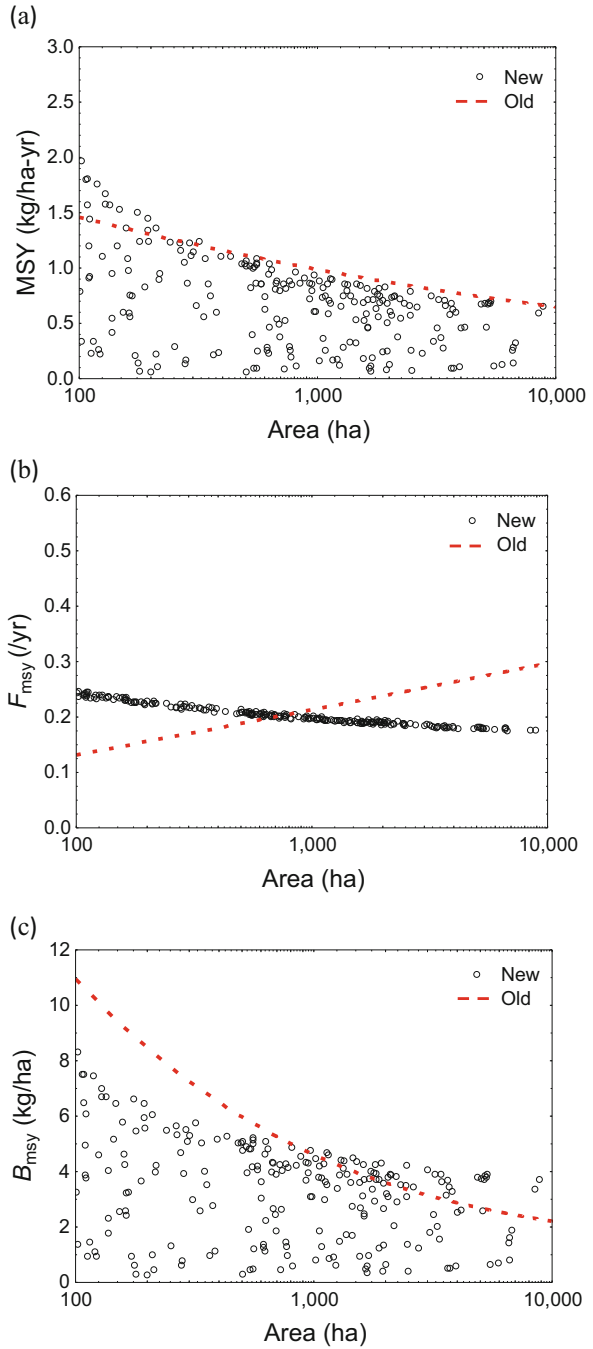 (a)
3.0
2.5
2.0
1.5
1.0
0.5
0.0
MSY (kg/ha-yr)
New
Old
100
1,000
10,000
Area (ha)
(b)
0.6
0.5
0.4
0.3
0.2
0.1
0.0
Fmsy (/yr)
New
Old
100
1,000
10,000
Area (ha)
(c)
12
10
8
6
4
2
0
Bmsy (kg/ha)
New
Old
100
1,000
10,000
Area (ha)